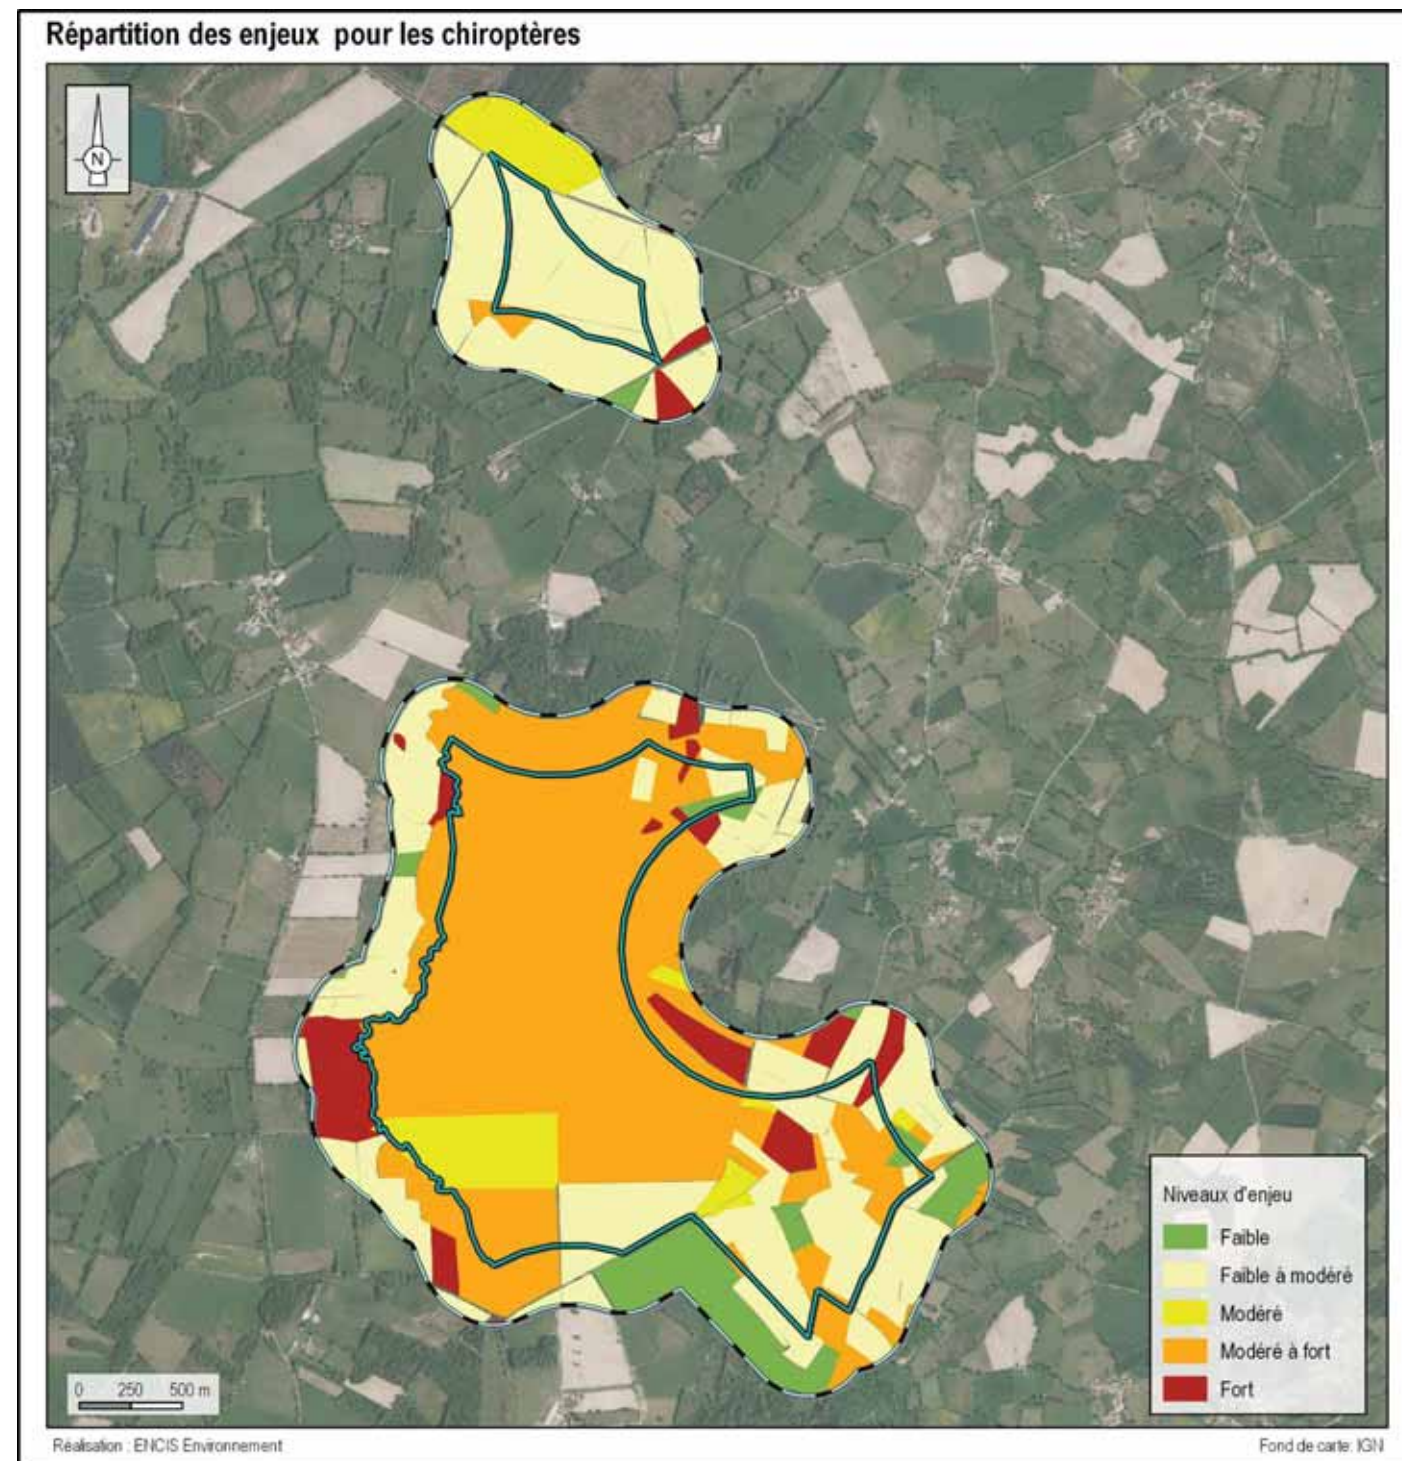 Répartition des enjeux pour les chiroptères
N
Niveaux d'enjeu
Faible
Faible à modéré
Modéré
Modéré à fort
Fort
0 250 500 m
Réalisation : ENCIS Environnement
Fond de carte: IGN